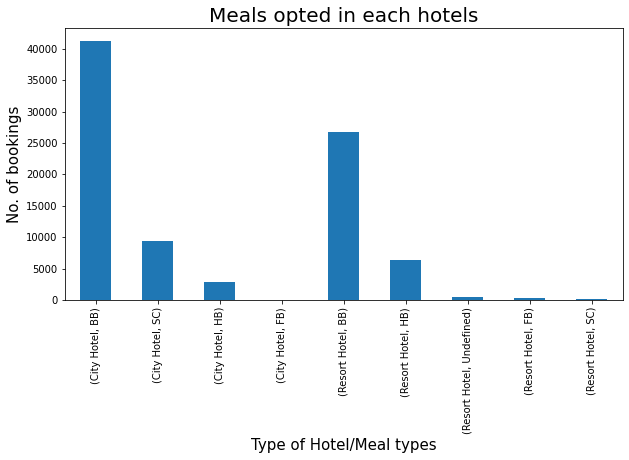 Meals opted in each hotels
No. of bookings
40000
35000
30000
25000
20000
15000
10000
5000
0
(City Hotel, BB)
(City Hotel, SC)
(City Hotel, HB)
(City Hotel, FB)
(Resort Hotel, BB)
(Resort Hotel, HB)
(Resort Hotel, Undefined)
(Resort Hotel, FB)
(Resort Hotel, SC)
Type of Hotel/Meal types